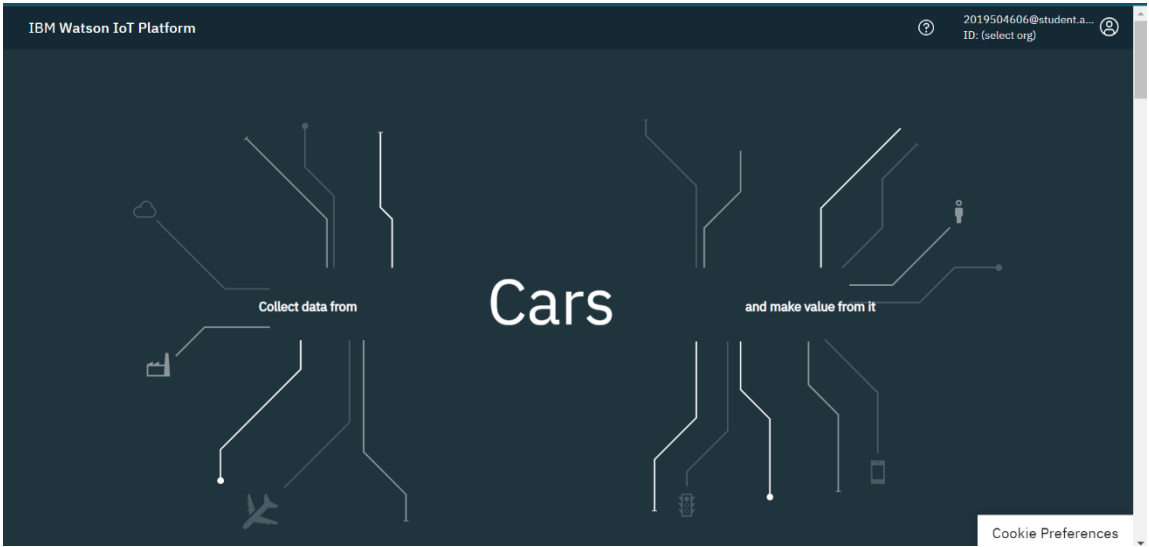 IBM Watson IoT Platform
2019504606@student.a...
ID: (select org)
Collect data from
Cars
and make value from it
Cookie Preferences